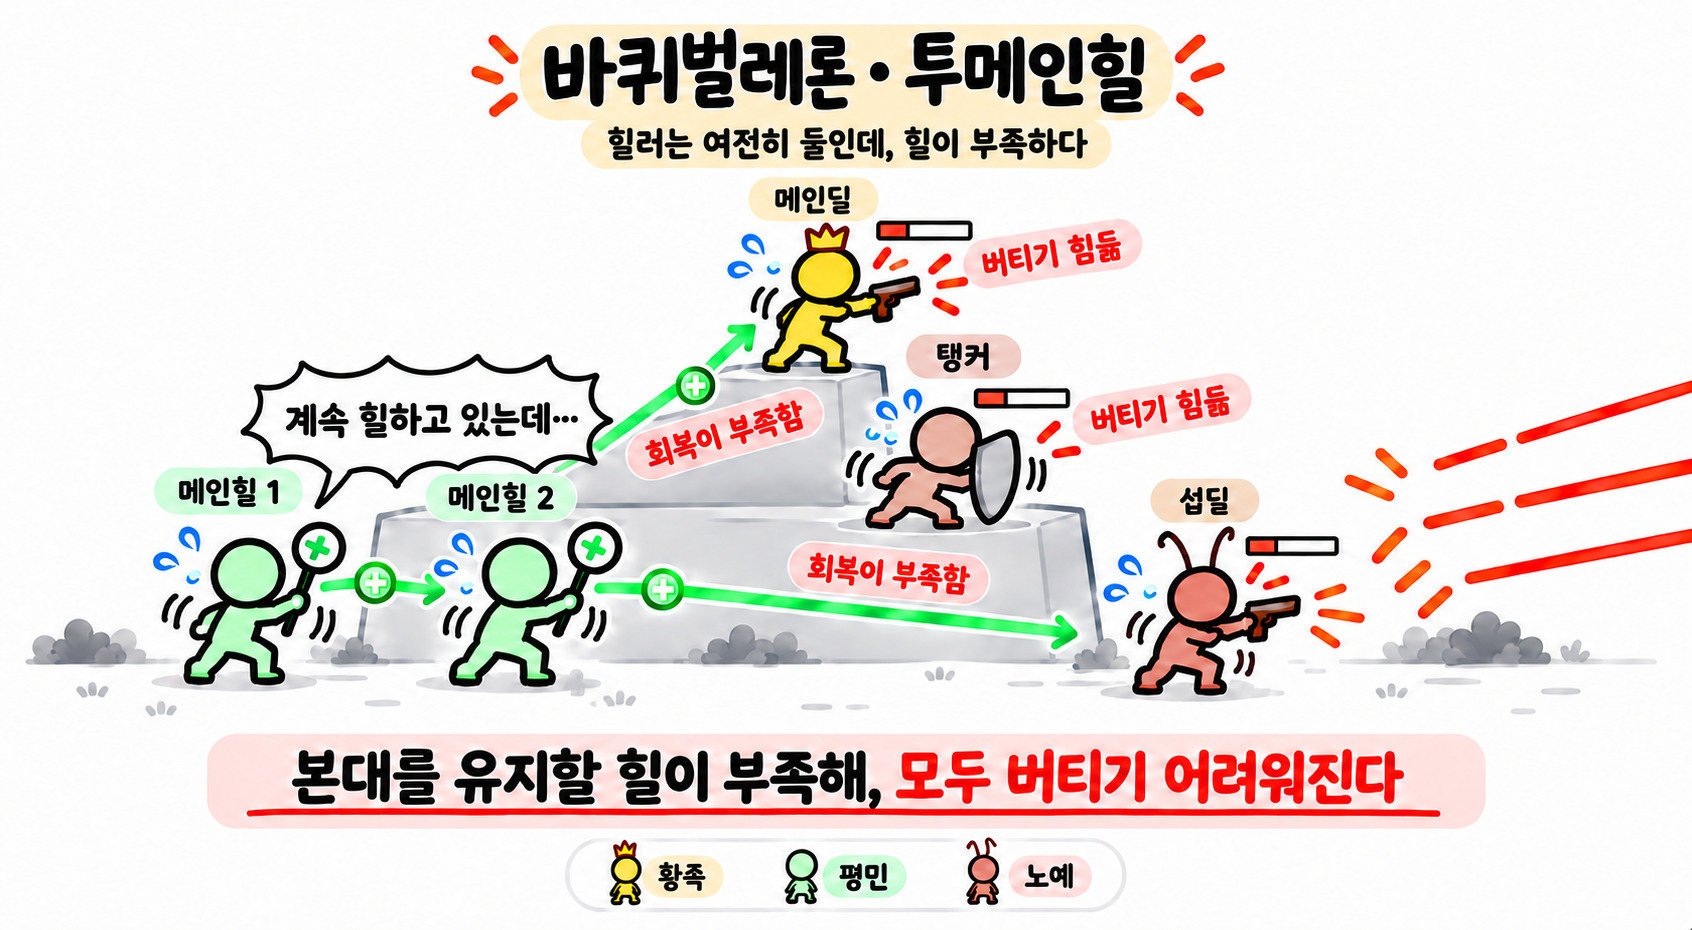 바퀴벌레론 · 투메인힐
힐러는 여전히 둘인데, 힐이 부족하다
메인딜
버티기 힘듦
탱커
버티기 힘듦
계속 힐하고 있는데…
회복이 부족함
메인힐 1
메인힐 2
섭딜
회복이 부족함
본대를 유지할 힐이 부족해, 모두 버티기 어려워진다
황족
평민
노예